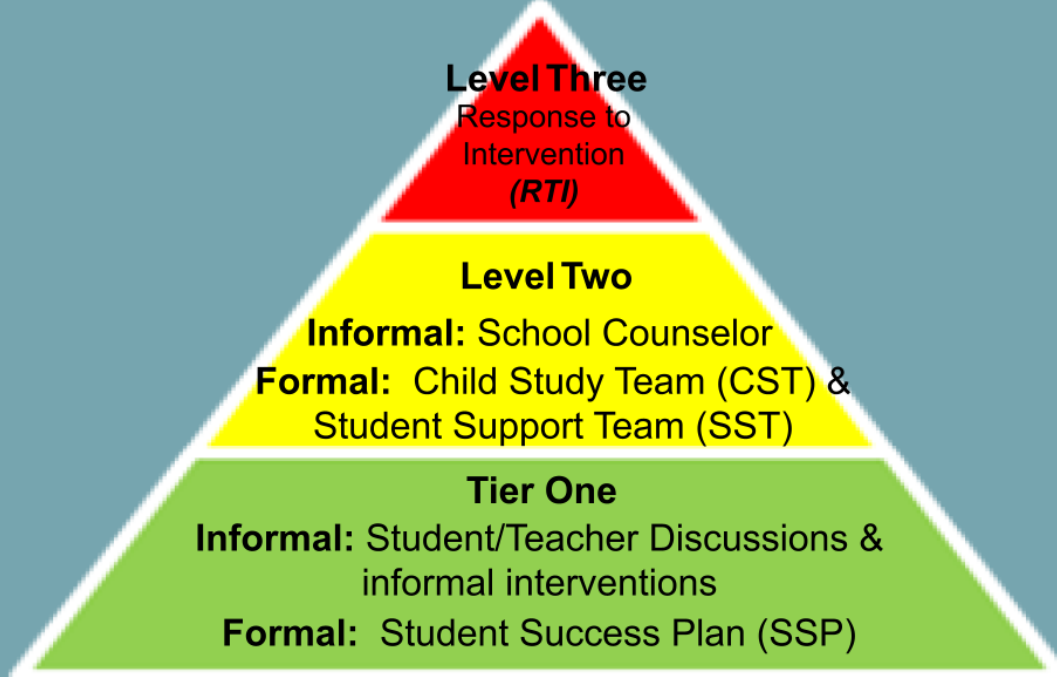 Level Three
Response to
Intervention
(RTI)
Level Two
Informal: School Counselor
Formal: Child Study Team (CST) &
Student Support Team (SST)
Tier One
Informal: Student/Teacher Discussions &
informal interventions
Formal: Student Success Plan (SSP)